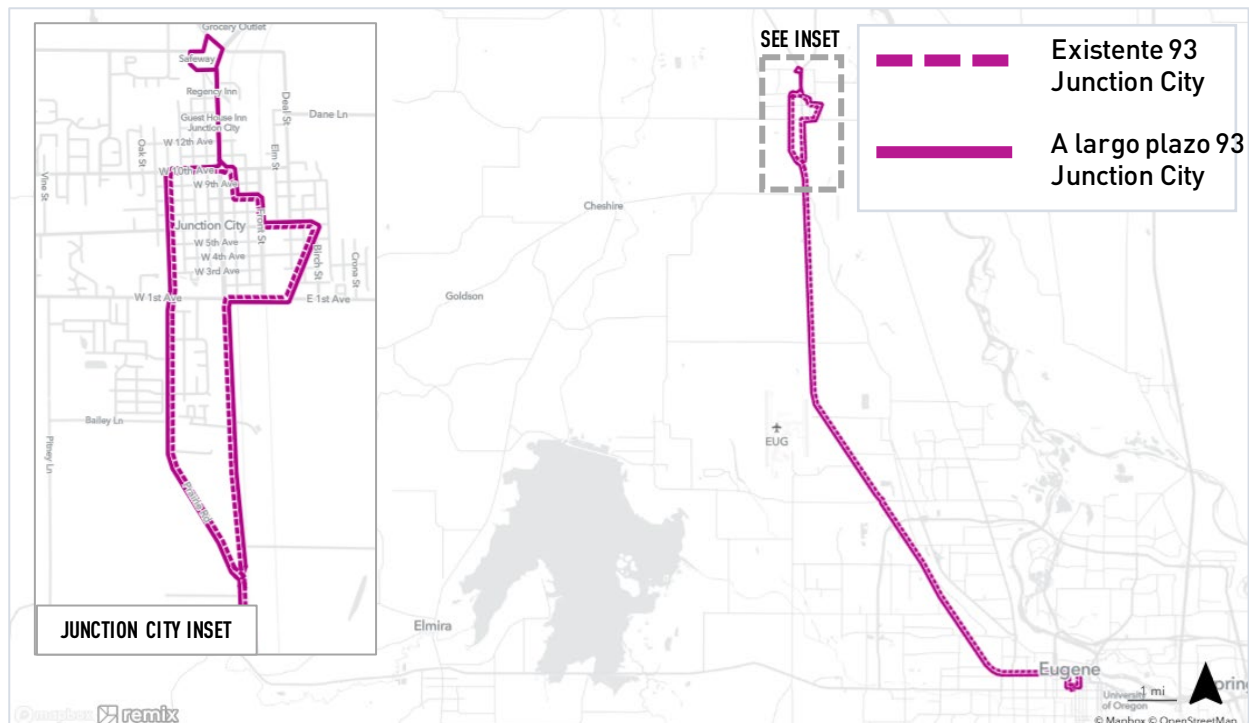 Grocery Outlet
Safeway
Regency Inn
Deal St
Dane Ln
Guest House Inn
Junction City
W 12th Ave
Oak St
Elm St
W 10th Ave
W 9th Ave
Vine St
Front St
Junction City
W 5th Ave
W 4th Ave
W 3rd Ave
Birch St
W 1st Ave
E 1st Ave
Bailey Ln
Pitney Ln
Prairie Rd
JUNCTION CITY INSET
SEE INSET
Existente 93
Junction City
A largo plazo 93
Junction City
Cheshire
Goldson
EUG
Elmira
Eugene
University
of Oregon
1 mi
mapbox remix
© Mapbox © OpenStreetMap